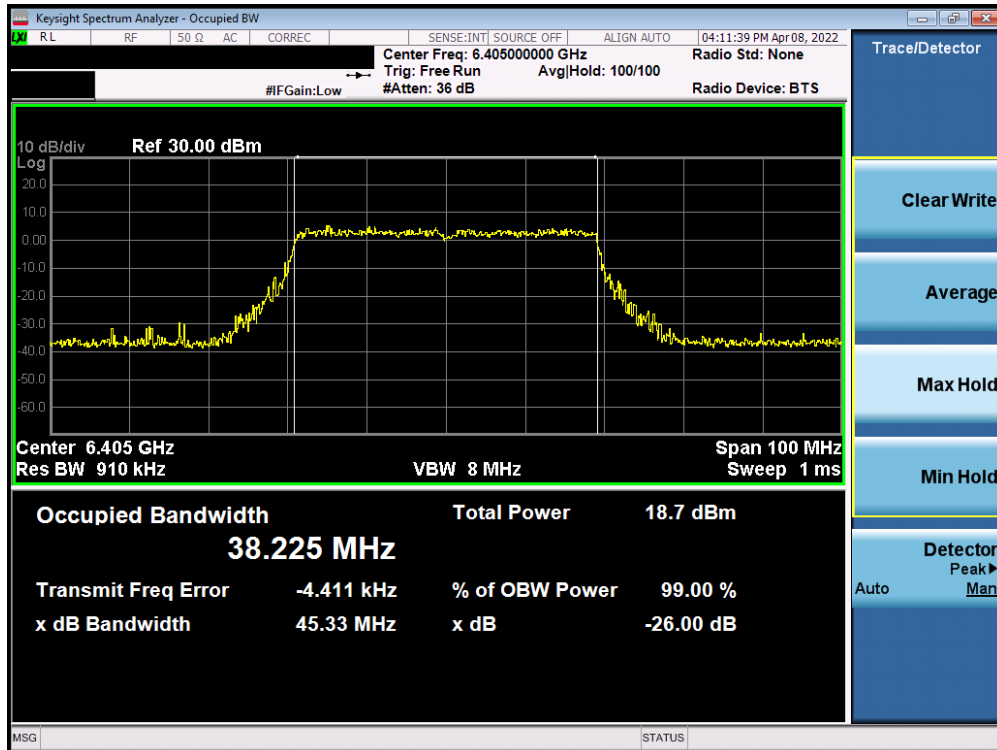 Keysight Spectrum Analyzer - Occupied BW
LXI RL RF 50 Ω AC CORREC SENSE:INT SOURCE OFF ALIGN AUTO 04:11:39 PM Apr 08, 2022
Center Freq: 6.405000000 GHz Radio Std: None
Trig: Free Run Avg|Hold: 100/100
#IFGain:Low #Atten: 36 dB Radio Device: BTS
10 dB/div Ref 30.00 dBm
Log
20.0
10.0
0.00
-10.0
-20.0
-30.0
-40.0
-50.0
-60.0
Center 6.405 GHz Span 100 MHz
Res BW 910 kHz VBW 8 MHz Sweep 1 ms
Occupied Bandwidth Total Power 18.7 dBm
38.225 MHz
Transmit Freq Error -4.411 kHz % of OBW Power 99.00 %
x dB Bandwidth 45.33 MHz x dB -26.00 dB
MSG STATUS
Trace/Detector
Clear Write
Average
Max Hold
Min Hold
Detector
Peak▶
Auto Man